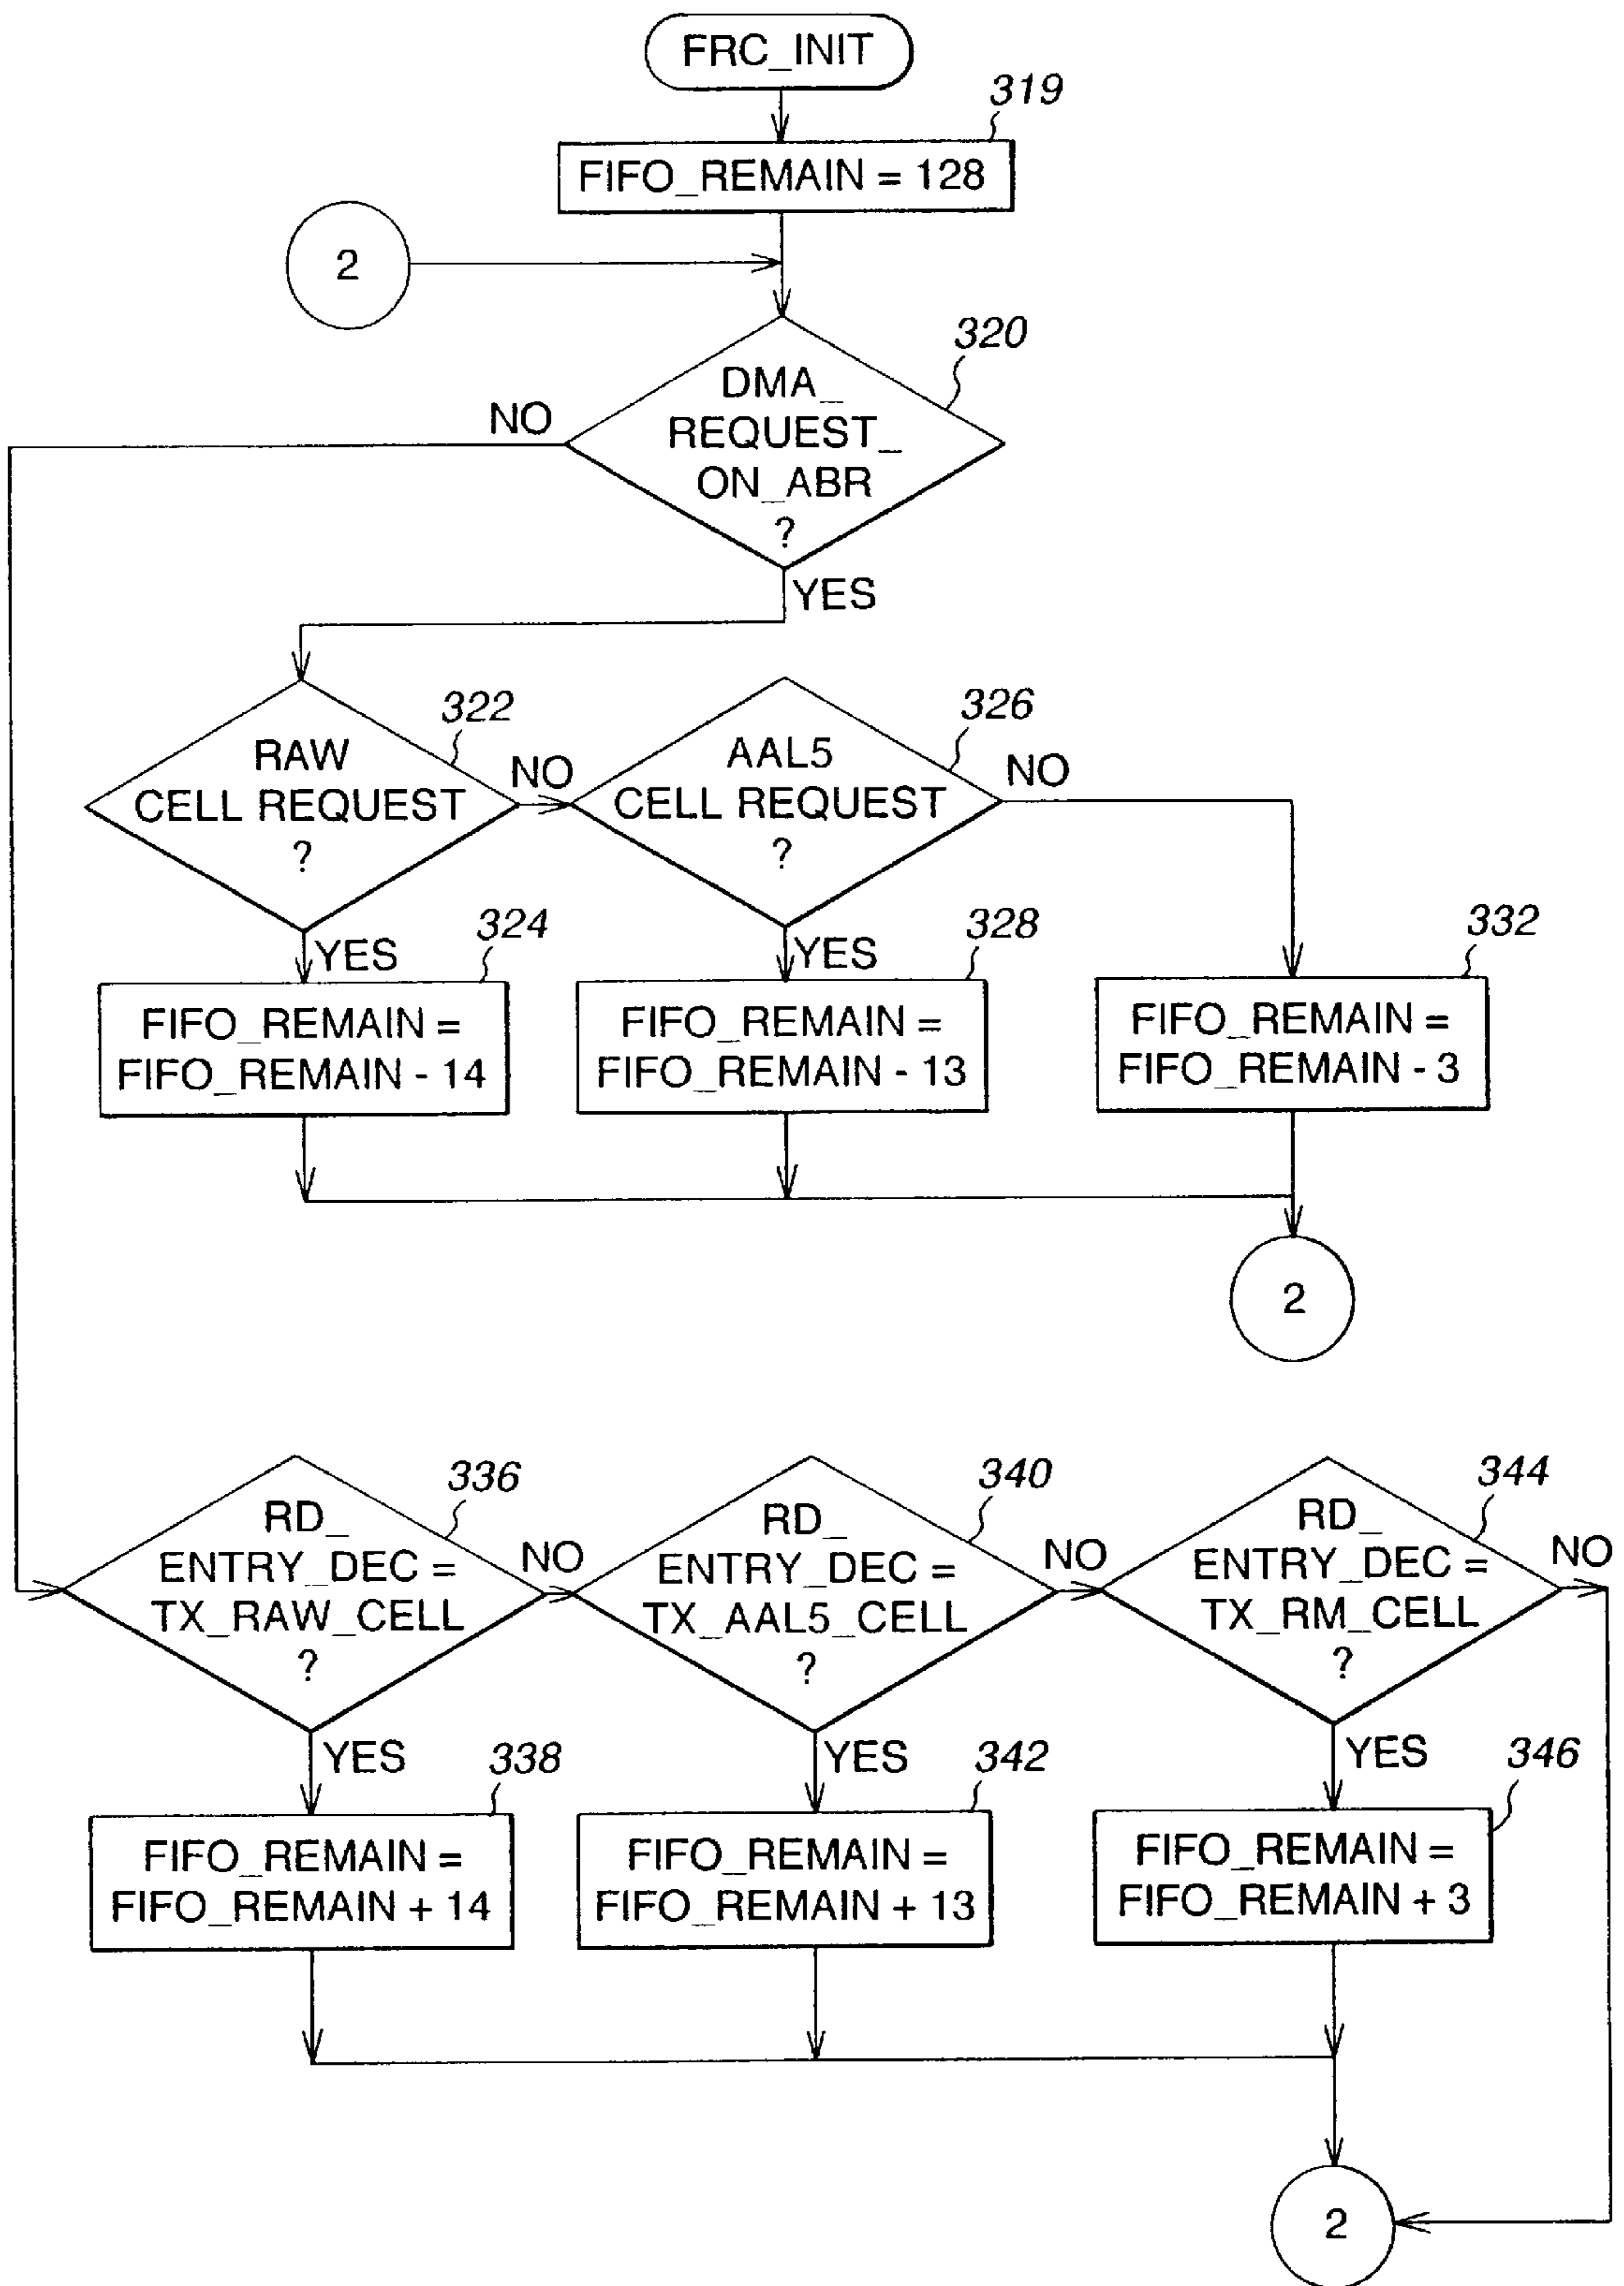 FRC_INIT
319
FIFO_REMAIN = 128
2
320
DMA_
REQUEST_
ON_ABR
?
NO
YES
322
RAW
CELL REQUEST
?
NO
326
AAL5
CELL REQUEST
?
NO
YES
324
FIFO_REMAIN =
FIFO_REMAIN - 14
YES
328
FIFO_REMAIN =
FIFO_REMAIN - 13
332
FIFO_REMAIN =
FIFO_REMAIN - 3
2
336
RD_
ENTRY_DEC =
TX_RAW_CELL
?
NO
340
RD_
ENTRY_DEC =
TX_AAL5_CELL
?
NO
344
RD_
ENTRY_DEC =
TX_RM_CELL
?
NO
YES
338
FIFO_REMAIN =
FIFO_REMAIN + 14
YES
342
FIFO_REMAIN =
FIFO_REMAIN + 13
YES
346
FIFO_REMAIN =
FIFO_REMAIN + 3
2